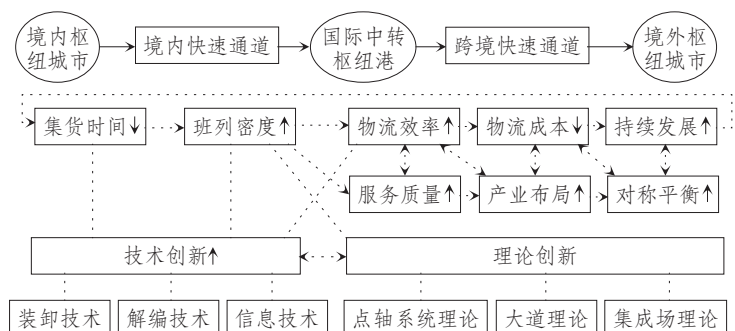 境内枢
纽城市
境内快速通道
国际中转
枢纽港
跨境快速通道
境外枢
纽城市
集货时间↓
班列密度↑
物流效率↑
物流成本↓
持续发展↑
服务质量↑
产业布局↑
对称平衡↑
技术创新↑
理论创新
装卸技术
解编技术
信息技术
点轴系统理论
大道理论
集成场理论